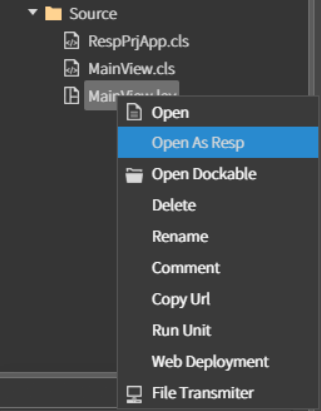 Source
RespPrjApp.cls
MainView.cls
MainView.lay
Open
Open As Resp
Open Dockable
Delete
Rename
Comment
Copy Url
Run Unit
Web Deployment
File Transmiter